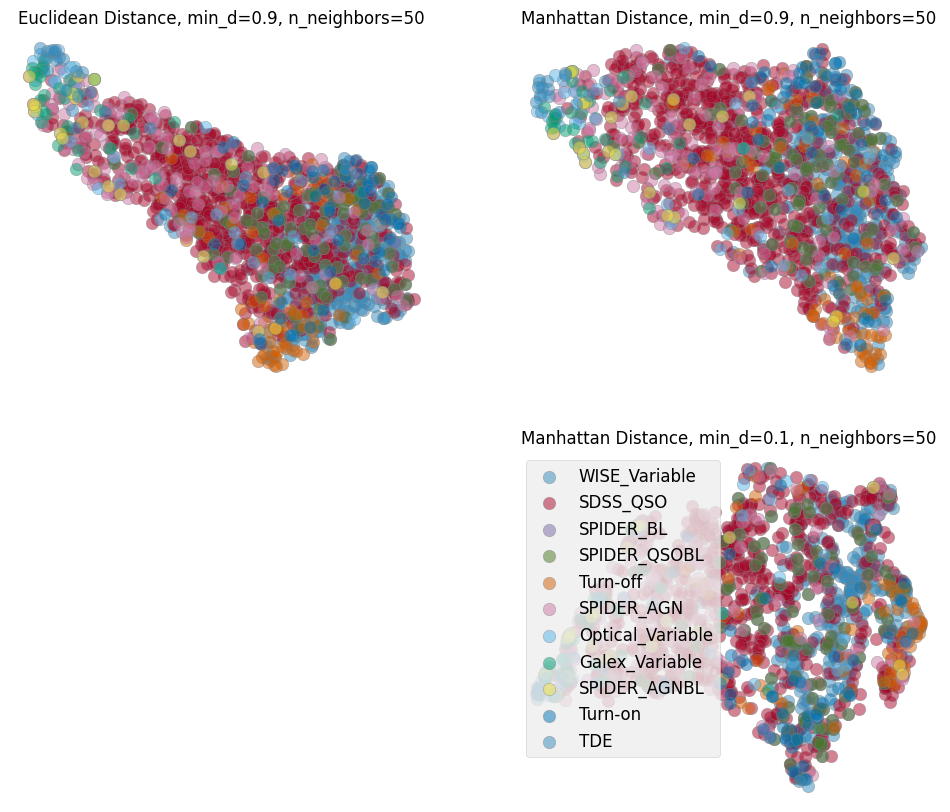 Euclidean Distance, min_d=0.9, n_neighbors=50
Manhattan Distance, min_d=0.9, n_neighbors=50
Manhattan Distance, min_d=0.1, n_neighbors=50
WISE_Variable
SDSS_QSO
SPIDER_BL
SPIDER_QSOBL
Turn-off
SPIDER_AGN
Optical_Variable
Galex_Variable
SPIDER_AGNBL
Turn-on
TDE